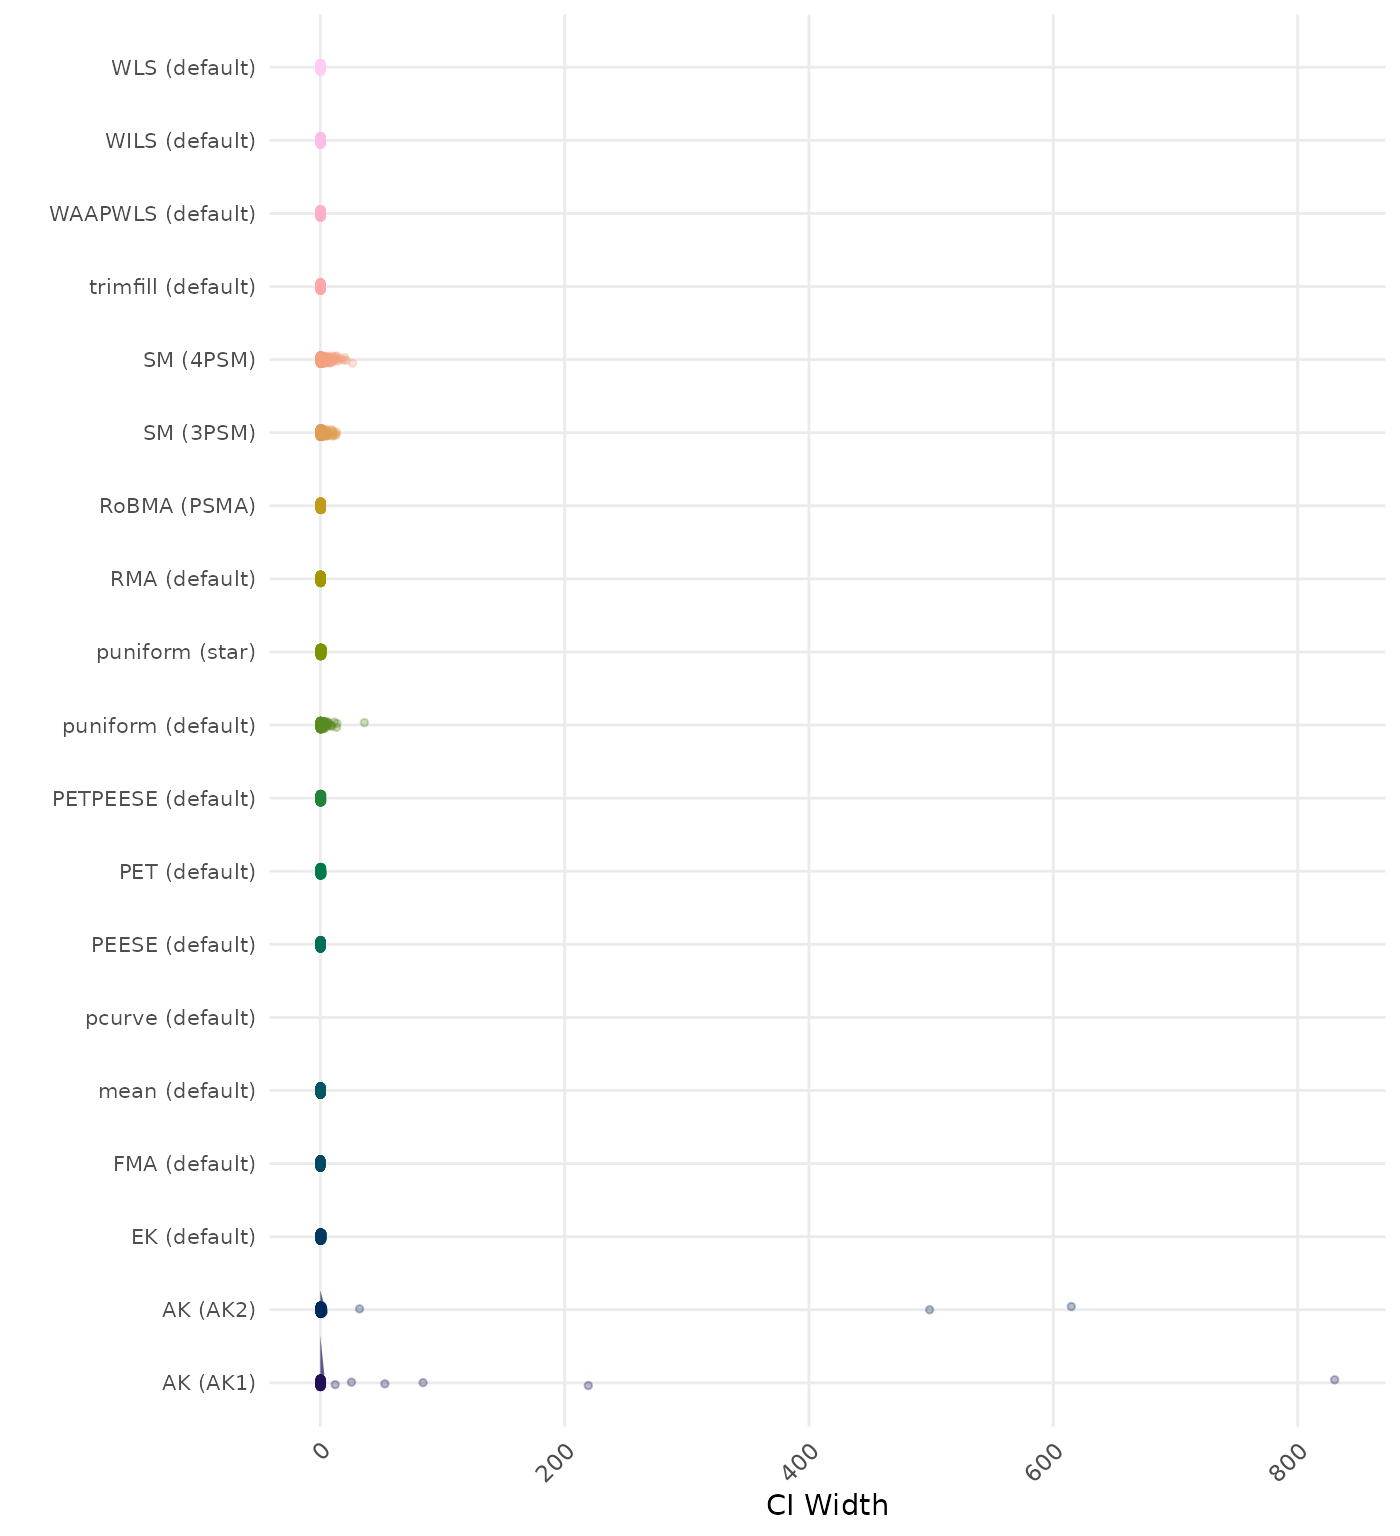 WLS (default)
WILS (default)
WAAPWLS (default)
trimfill (default)
SM (4PSM)
SM (3PSM)
RoBMA (PSMA)
RMA (default)
puniform (star)
puniform (default)
PETPEESE (default)
PET (default)
PEESE (default)
pcurve (default)
mean (default)
FMA (default)
EK (default)
AK (AK2)
AK (AK1)
0 200 400 600 800
CI Width